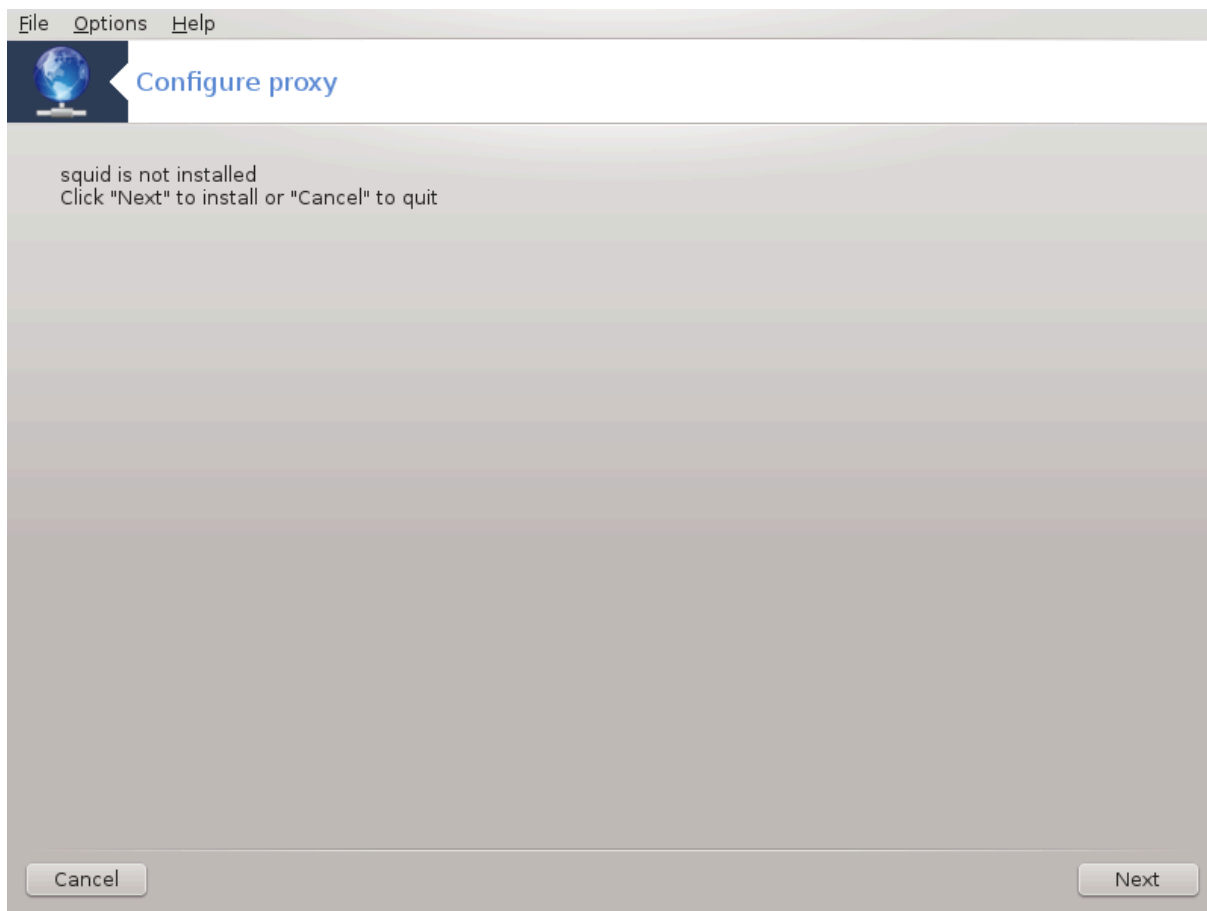 File Options Help
Configure proxy
squid is not installed
Click "Next" to install or "Cancel" to quit
Cancel Next